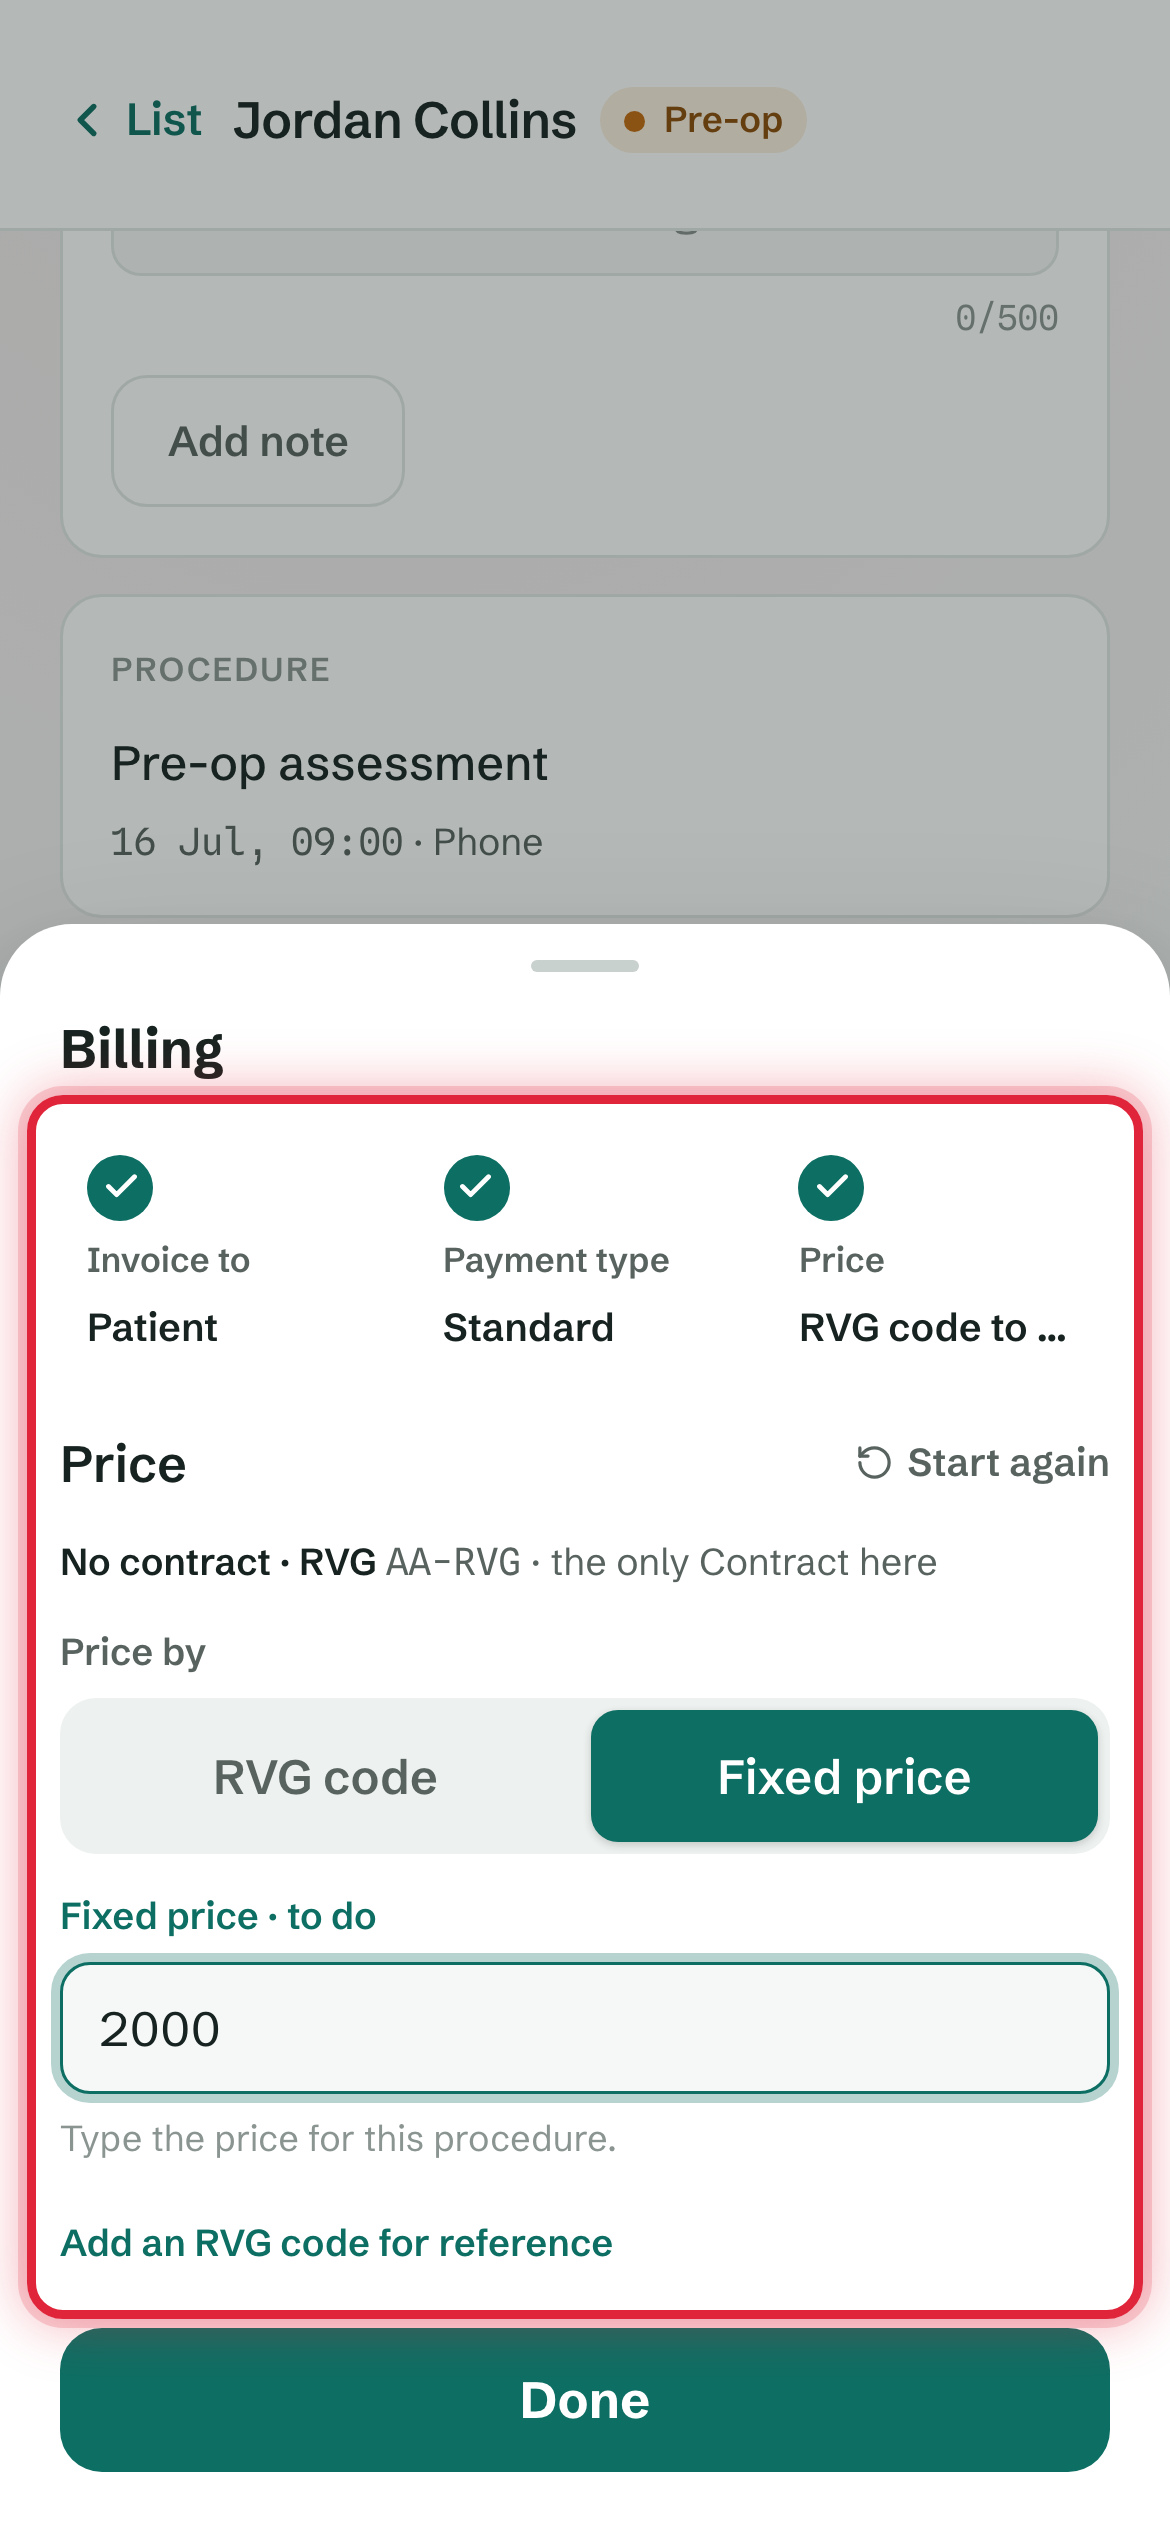 List Jordan Collins Pre-op
0/500
Add note
PROCEDURE
Pre-op assessment
16 Jul, 09:00 · Phone
Billing
Invoice to Payment type Price
Patient Standard RVG code to ...
Price Start again
No contract · RVG AA-RVG · the only Contract here
Price by
RVG code Fixed price
Fixed price · to do
2000
Type the price for this procedure.
Add an RVG code for reference
Done